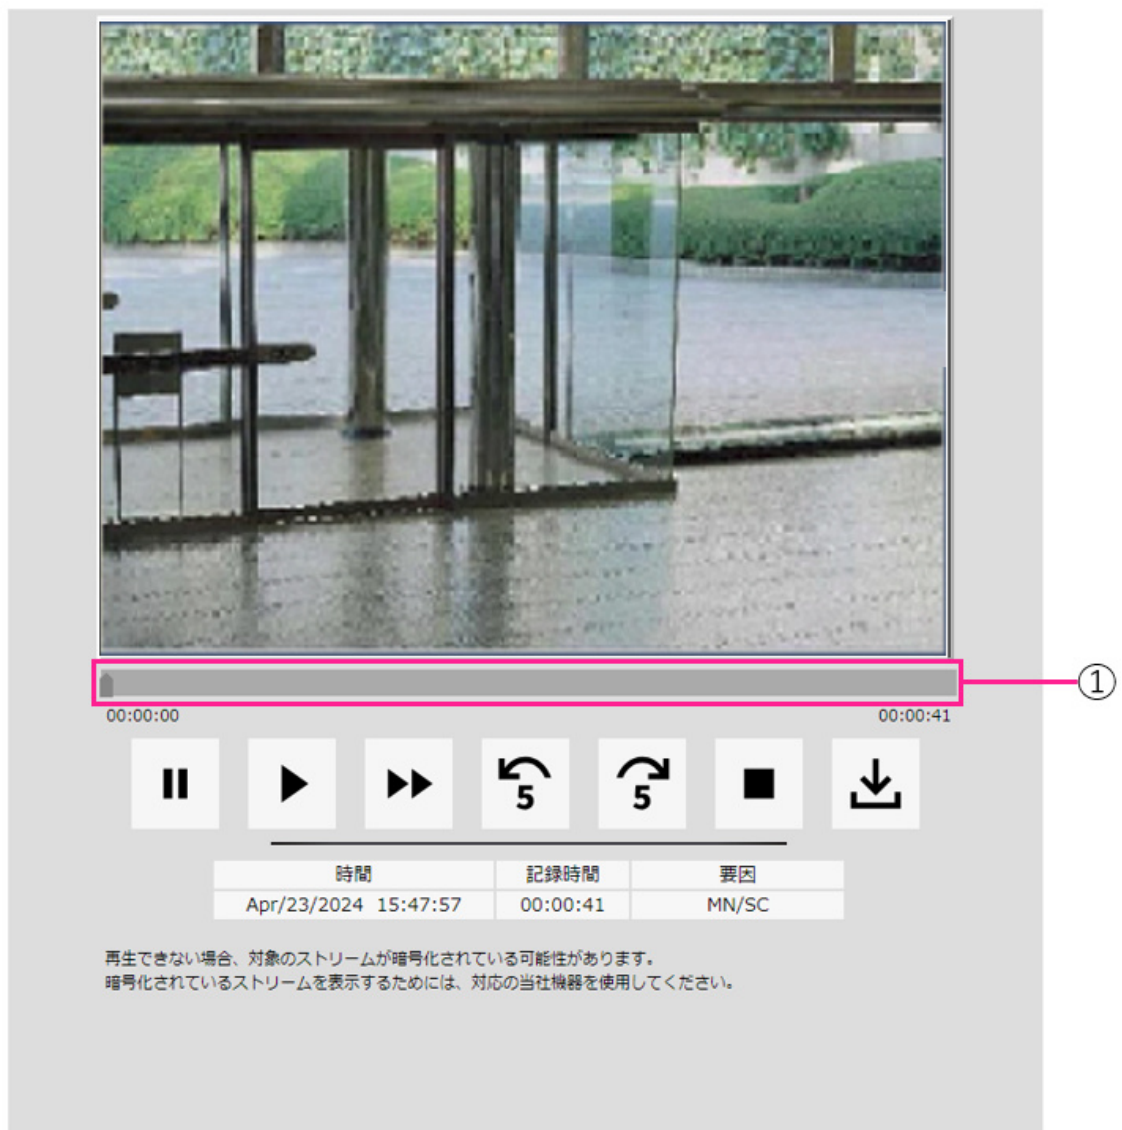 ①
00:00:00 00:00:41
5 5
時間 記録時間 要因
Apr/23/2024 15:47:57 00:00:41 MN/SC
再生できない場合、対象のストリームが暗号化されている可能性があります。
暗号化されているストリームを表示するためには、対応の当社機器を使用してください。